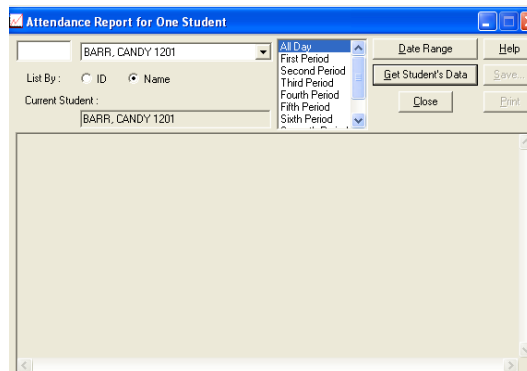 Attendance Report for One Student
BARR, CANDY 1201
List By : ID Name
Current Student :
BARR, CANDY 1201
All Day
First Period
Second Period
Third Period
Fourth Period
Fifth Period
Sixth Period
Date Range
Help
Get Student's Data
Save...
Close
Print